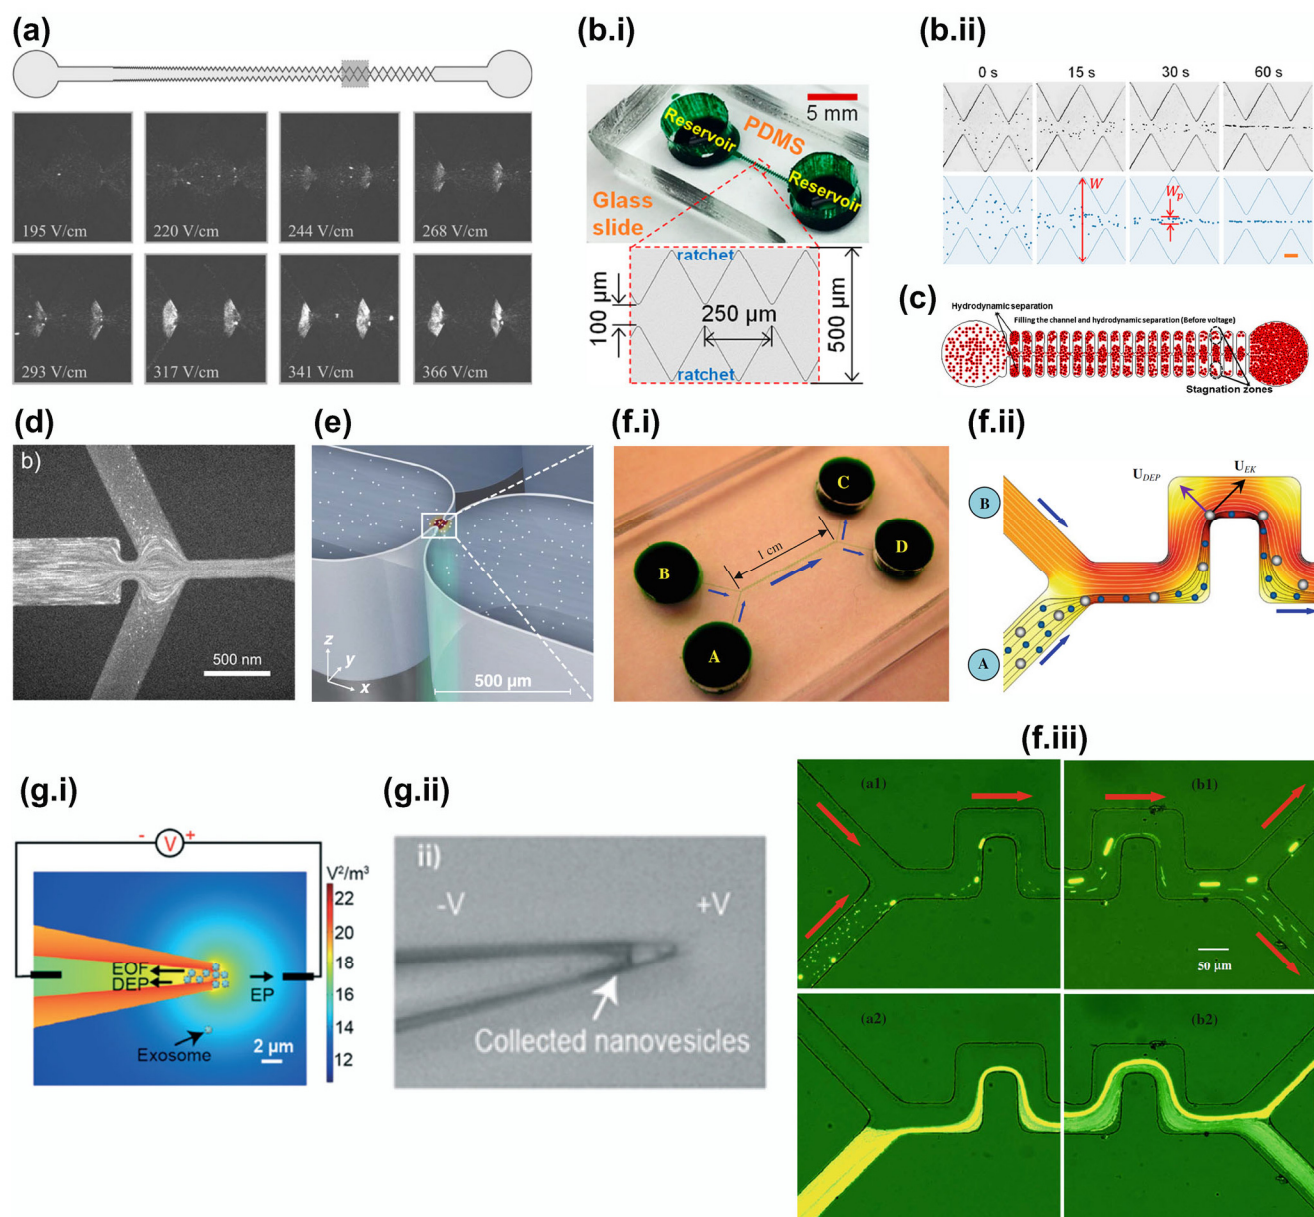 (a)
195 V/cm
220 V/cm
244 V/cm
268 V/cm
293 V/cm
317 V/cm
341 V/cm
366 V/cm
(b.i)
5 mm
Reservoir
PDMS
Reservoir
Glass
slide
ratchet
100 µm
250 µm
500 µm
ratchet
(b.ii)
0 s
15 s
30 s
60 s
W
Wp
(c)
Hydrodynamic separation
Filling the channel and hydrodynamic separation (Before voltage)
Stagnation zones
(d)
b)
500 nm
(e)
z
y
x
500 µm
(f.i)
C
1 cm
D
B
A
(f.ii)
U_DEP
U_EK
B
A
(f.iii)
(a1)
(b1)
50 µm
(a2)
(b2)
(g.i)
- V +
V²/m³
22
20
18
16
14
12
EOF
DEP
EP
Exosome
2 µm
(g.ii)
ii)
-V
+V
Collected nanovesicles